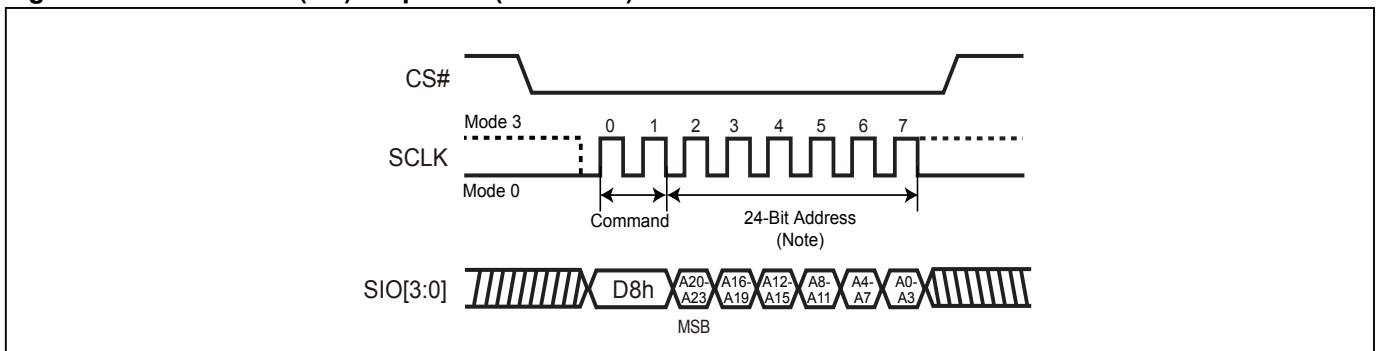 CS#
Mode 3
0 1 2 3 4 5 6 7
SCLK
Mode 0
Command
24-Bit Address
(Note)
SIO[3:0]
D8h
A20-
A23
A16-
A19
A12-
A15
A8-
A11
A4-
A7
A0-
A3
MSB